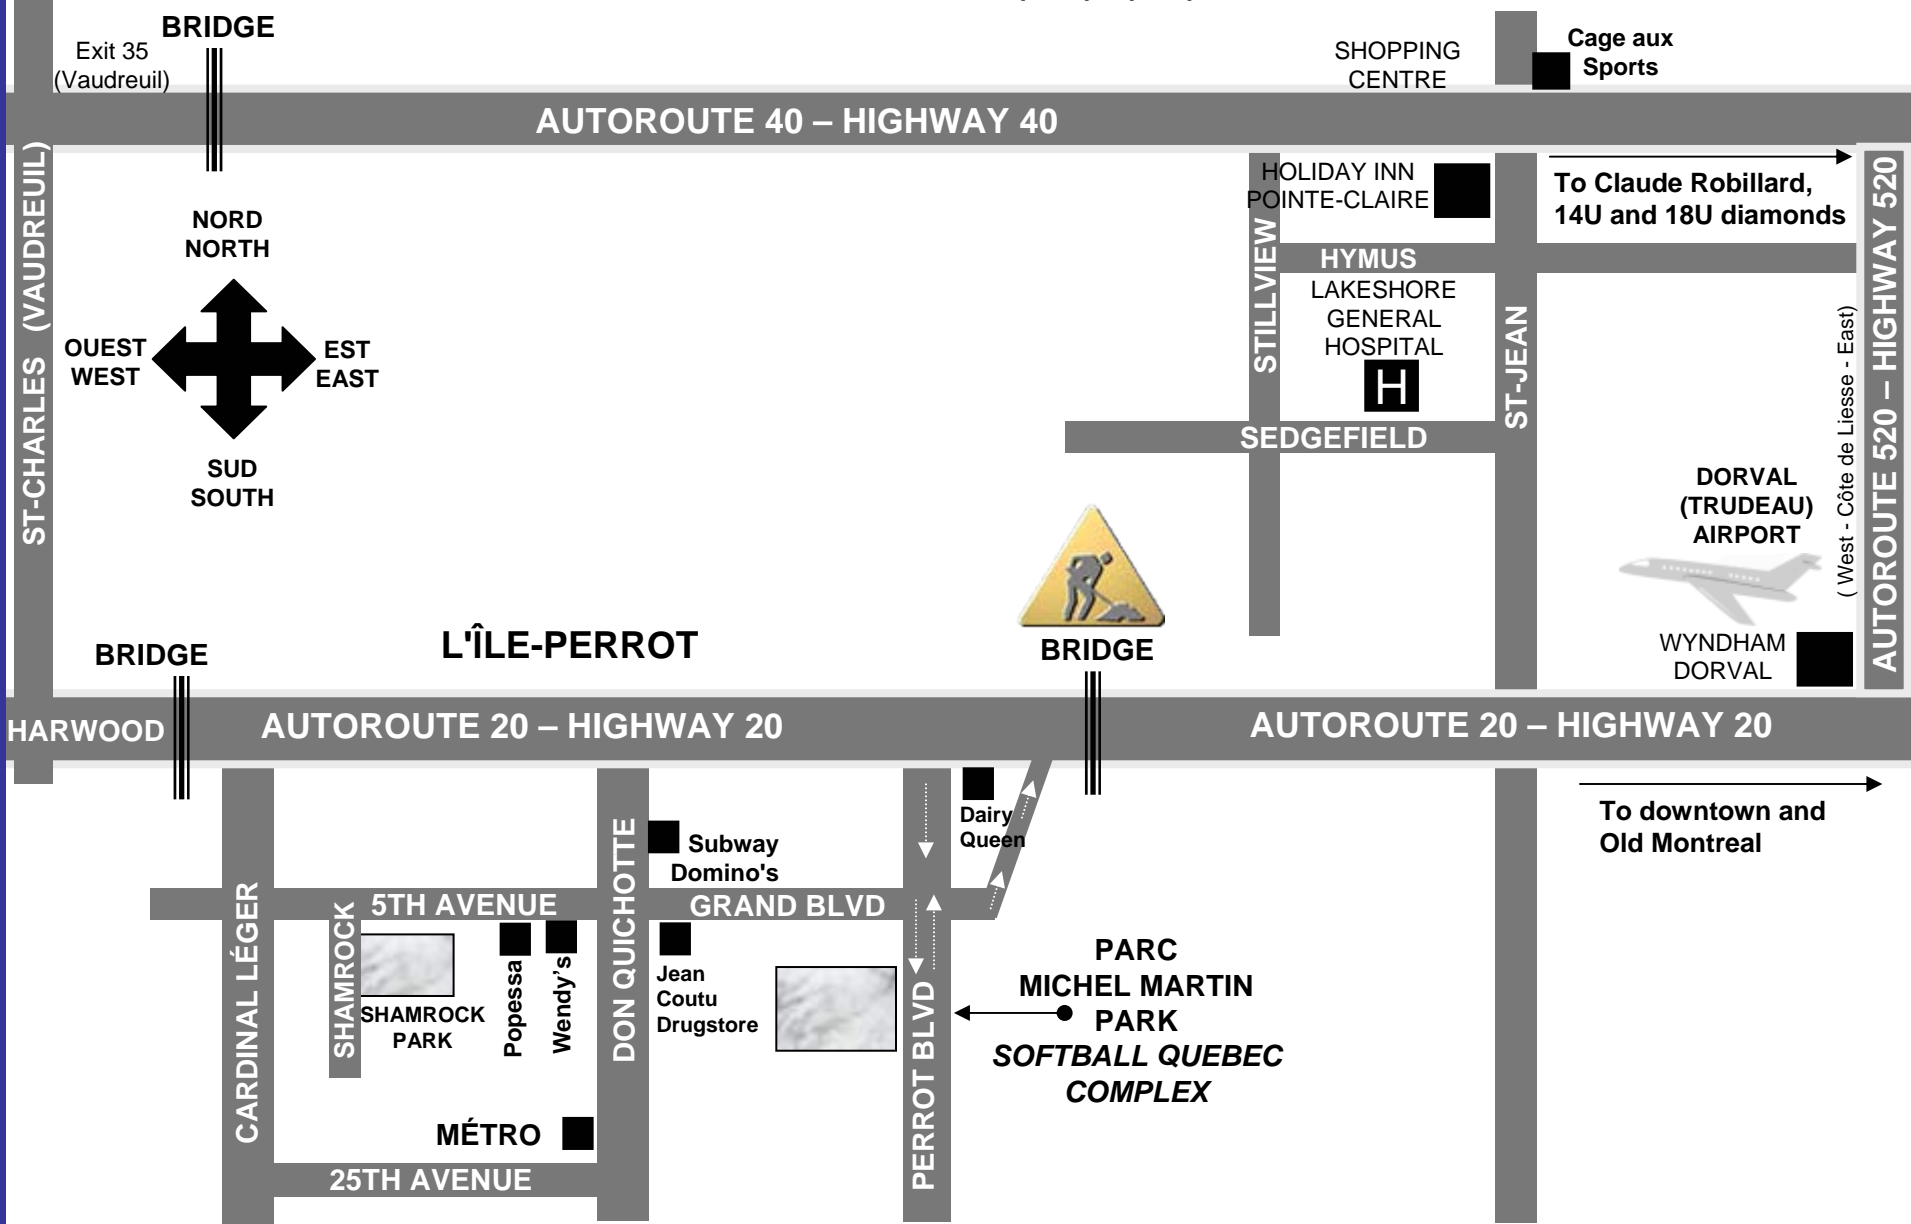 BRIDGE
Exit 35
(Vaudreuil)
SHOPPING
CENTRE
Cage aux
Sports
AUTOROUTE 40 – HIGHWAY 40
ST-CHARLES (VAUDREUIL)
NORD
NORTH
OUEST
WEST
EST
EAST
SUD
SOUTH
HOLIDAY INN
POINTE-CLAIRE
To Claude Robillard,
14U and 18U diamonds
STILLVIEW
HYMUS
LAKESHORE
GENERAL
HOSPITAL
H
ST-JEAN
SEDGEFIELD
DORVAL
(TRUDEAU)
AIRPORT
( West - Côte de Liesse - East)
AUTOROUTE 520 – HIGHWAY 520
WYNDHAM
DORVAL
BRIDGE
L'ÎLE-PERROT
BRIDGE
HARWOOD
AUTOROUTE 20 – HIGHWAY 20
AUTOROUTE 20 – HIGHWAY 20
To downtown and
Old Montreal
Dairy
Queen
Subway
Domino's
CARDINAL LÉGER
5TH AVENUE
DON QUICHOTTE
GRAND BLVD
SHAMROCK
SHAMROCK
PARK
Popessa
Wendy’s
Jean
Coutu
Drugstore
PERROT BLVD
PARC
MICHEL MARTIN
PARK
SOFTBALL QUEBEC
COMPLEX
MÉTRO
25TH AVENUE